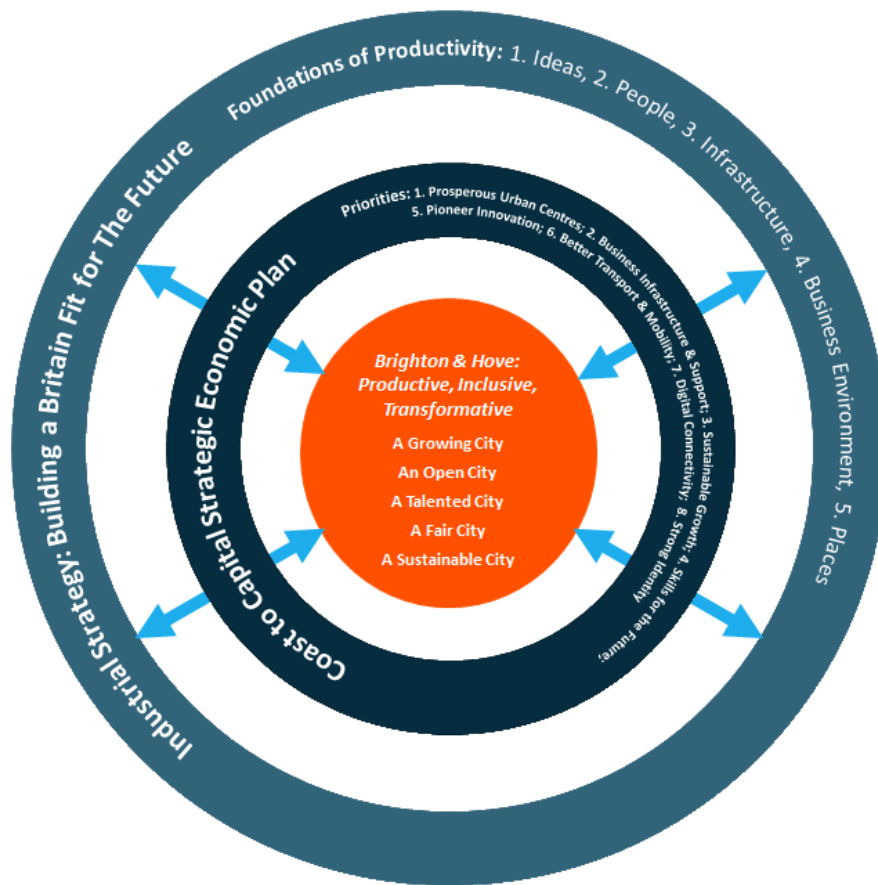 Industrial Strategy: Building a Britain Fit for The Future
Foundations of Productivity: 1. Ideas, 2. People, 3. Infrastructure, 4. Business Environment, 5. Places
Coast to Capital Strategic Economic Plan
Priorities: 1. Prosperous Urban Centres; 2. Business Infrastructure & Support; 3. Sustainable Growth; 4. Skills for the Future;
5. Pioneer Innovation; 6. Better Transport & Mobility; 7. Digital Connectivity; 8. Strong Identity
Brighton & Hove:
Productive, Inclusive,
Transformative
A Growing City
An Open City
A Talented City
A Fair City
A Sustainable City